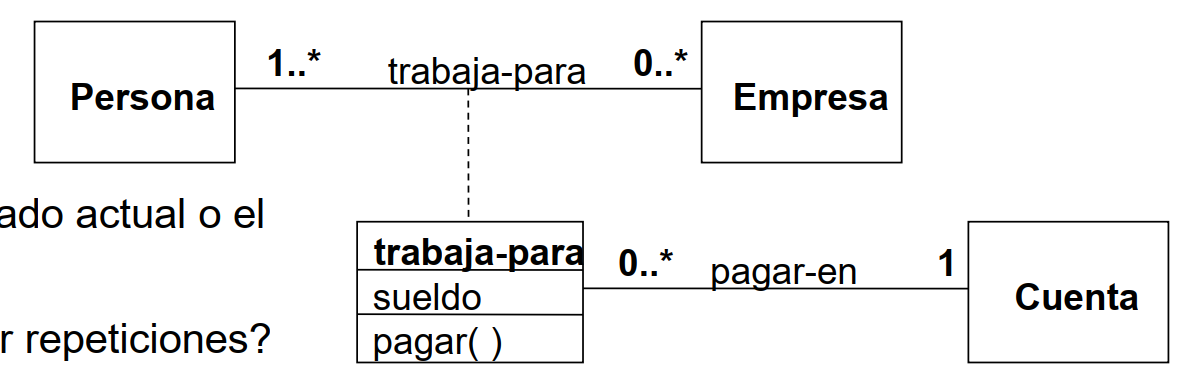 1..* trabaja-para 0..*
Persona
Empresa
ado actual o el
trabaja-para
0..* pagar-en 1
sueldo
Cuenta
r repeticiones?
pagar( )